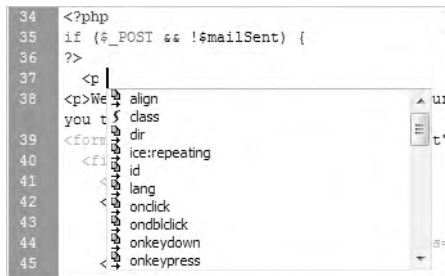 34 <?php
35 if ($_POST && !$mailSent) {
36 ?>
37 <p
38 <p>We
you t
39 <form
40 <fi
41 <
42 <
43
44
45 <
align
class
dir
ice:repeating
id
lang
onclick
ondblclick
onkeydown
onkeypress